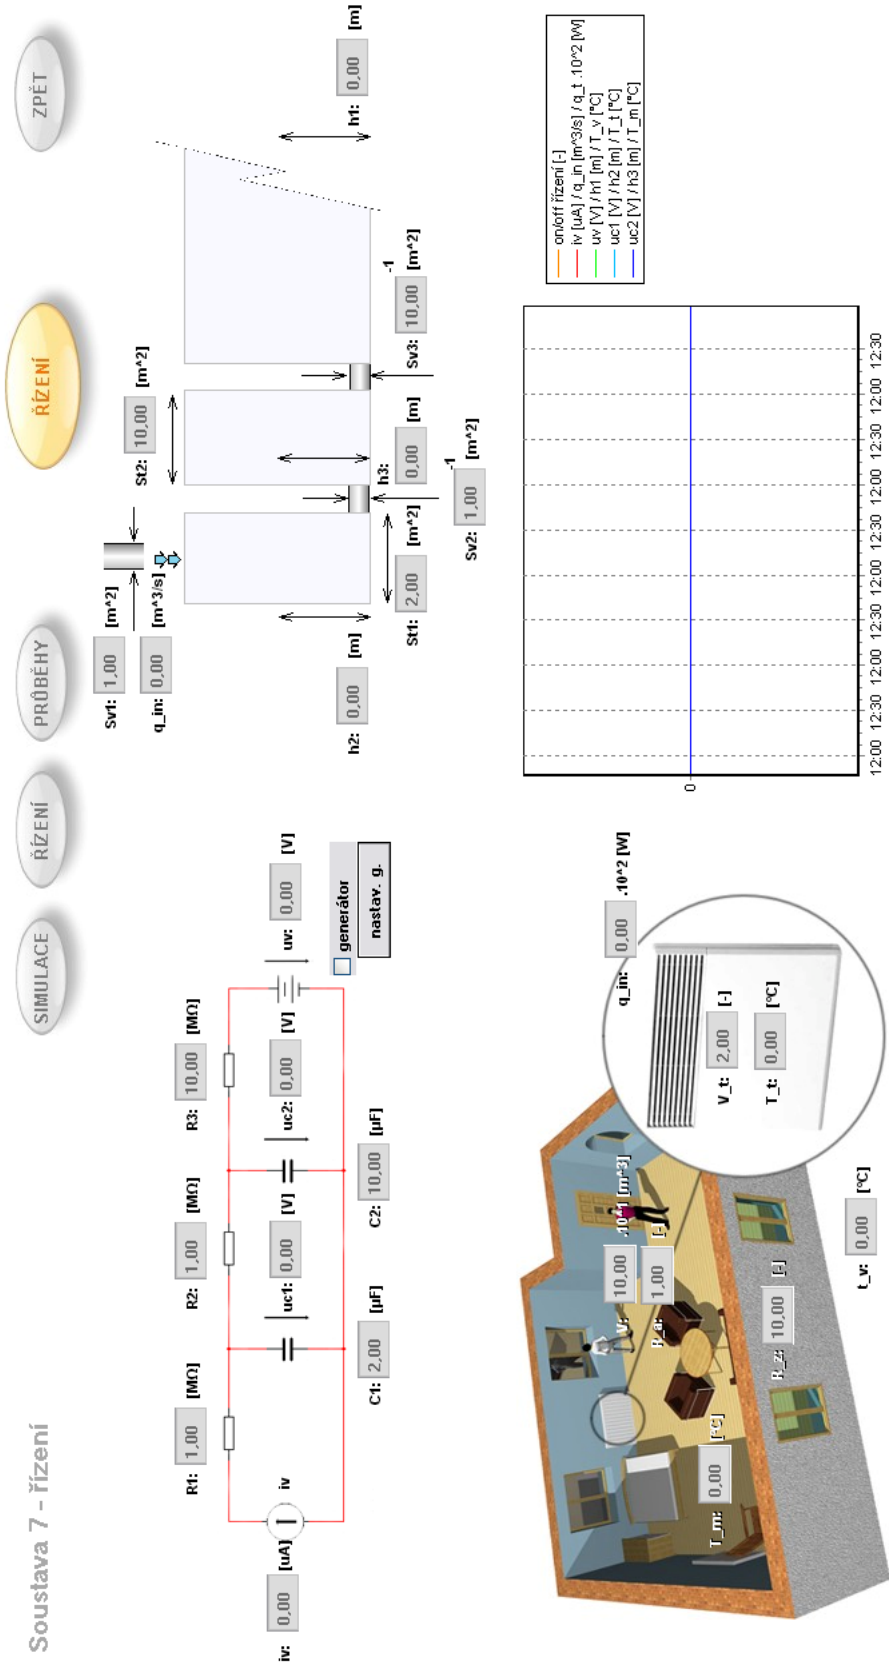 Soustava 7 - řízení
SIMULACE
ŘÍZENÍ
PRŮBĚHY
ŘÍZENÍ
ZPĚT
R1: 1,00 [MΩ]
R2: 1,00 [MΩ]
R3: 10,00 [MΩ]
iv: 0,00 [uA]
iv
uc1: 0,00 [V]
uc2: 0,00 [V]
uv: 0,00 [V]
C1: 2,00 [µF]
C2: 10,00 [µF]
generátor
nastav. g.
Sv1: 1,00 [m^2]
q_in: 0,00 [m^3/s]
St2: 10,00 [m^2]
h2: 0,00 [m]
h3: 0,00 [m]
h1: 0,00 [m]
St1: 2,00 [m^2]
Sv3: 10,00 [m^2] -1
Sv2: 1,00 [m^2] -1
q_in: 0,00 .10^2 [W]
V_t: 2,00 [-]
T_t: 0,00 [°C]
V: 10,00 [m^3]
R_a: 1,00 [-]
T_m: 0,00 [°C]
R_z: 10,00 [-]
t_v: 0,00 [°C]
0
12:00 12:30 12:00 12:30 12:00 12:30 12:00 12:30 12:00 12:30
on/off řízení [-]
iv [uA] / q_in [m^3/s] / q_t .10^2 [W]
uv [V] / h1 [m] / T_v [°C]
uc1 [V] / h2 [m] / T_t [°C]
uc2 [V] / h3 [m] / T_m [°C]